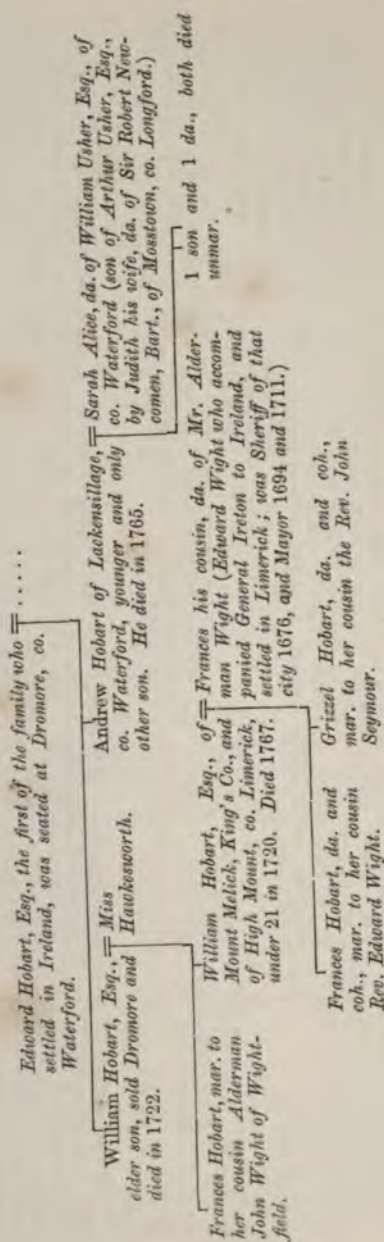 Edward Hobart, Esq., the first of the family who = . . . . .
settled in Ireland, was seated at Dromore, co.
Waterford.
William Hobart, Esq., = Miss
elder son, sold Dromore and Hawkesworth.
died in 1722.
Andrew Hobart of Lackensillage, =
co. Waterford, younger and only
other son. He died in 1765.
Sarah Alice, da. of William Usher, Esq., of
co. Waterford (son of Arthur Usher, Esq.,
by Judith his wife, da. of Sir Robert New-
comen, Bart., of Mosstown, co. Longford.)
Frances Hobart, mar. to
her cousin Alderman
John Wight of Wight-
field.
William Hobart, Esq., of =
Mount Melick, King's Co., and
of High Mount, co. Limerick,
under 21 in 1720. Died 1767.
Frances his cousin, da. of Mr. Alder-
man Wight (Edward Wight who accom-
panied General Ireton to Ireland, and
settled in Limerick; was Sheriff of that
city 1676, and Mayor 1694 and 1711.)
1 son and 1 da., both died
unmar.
Frances Hobart, da. and
coh., mar. to her cousin
Rev. Edward Wight.
Grizzel Hobart, da. and coh.,
mar. to her cousin the Rev. John
Seymour.